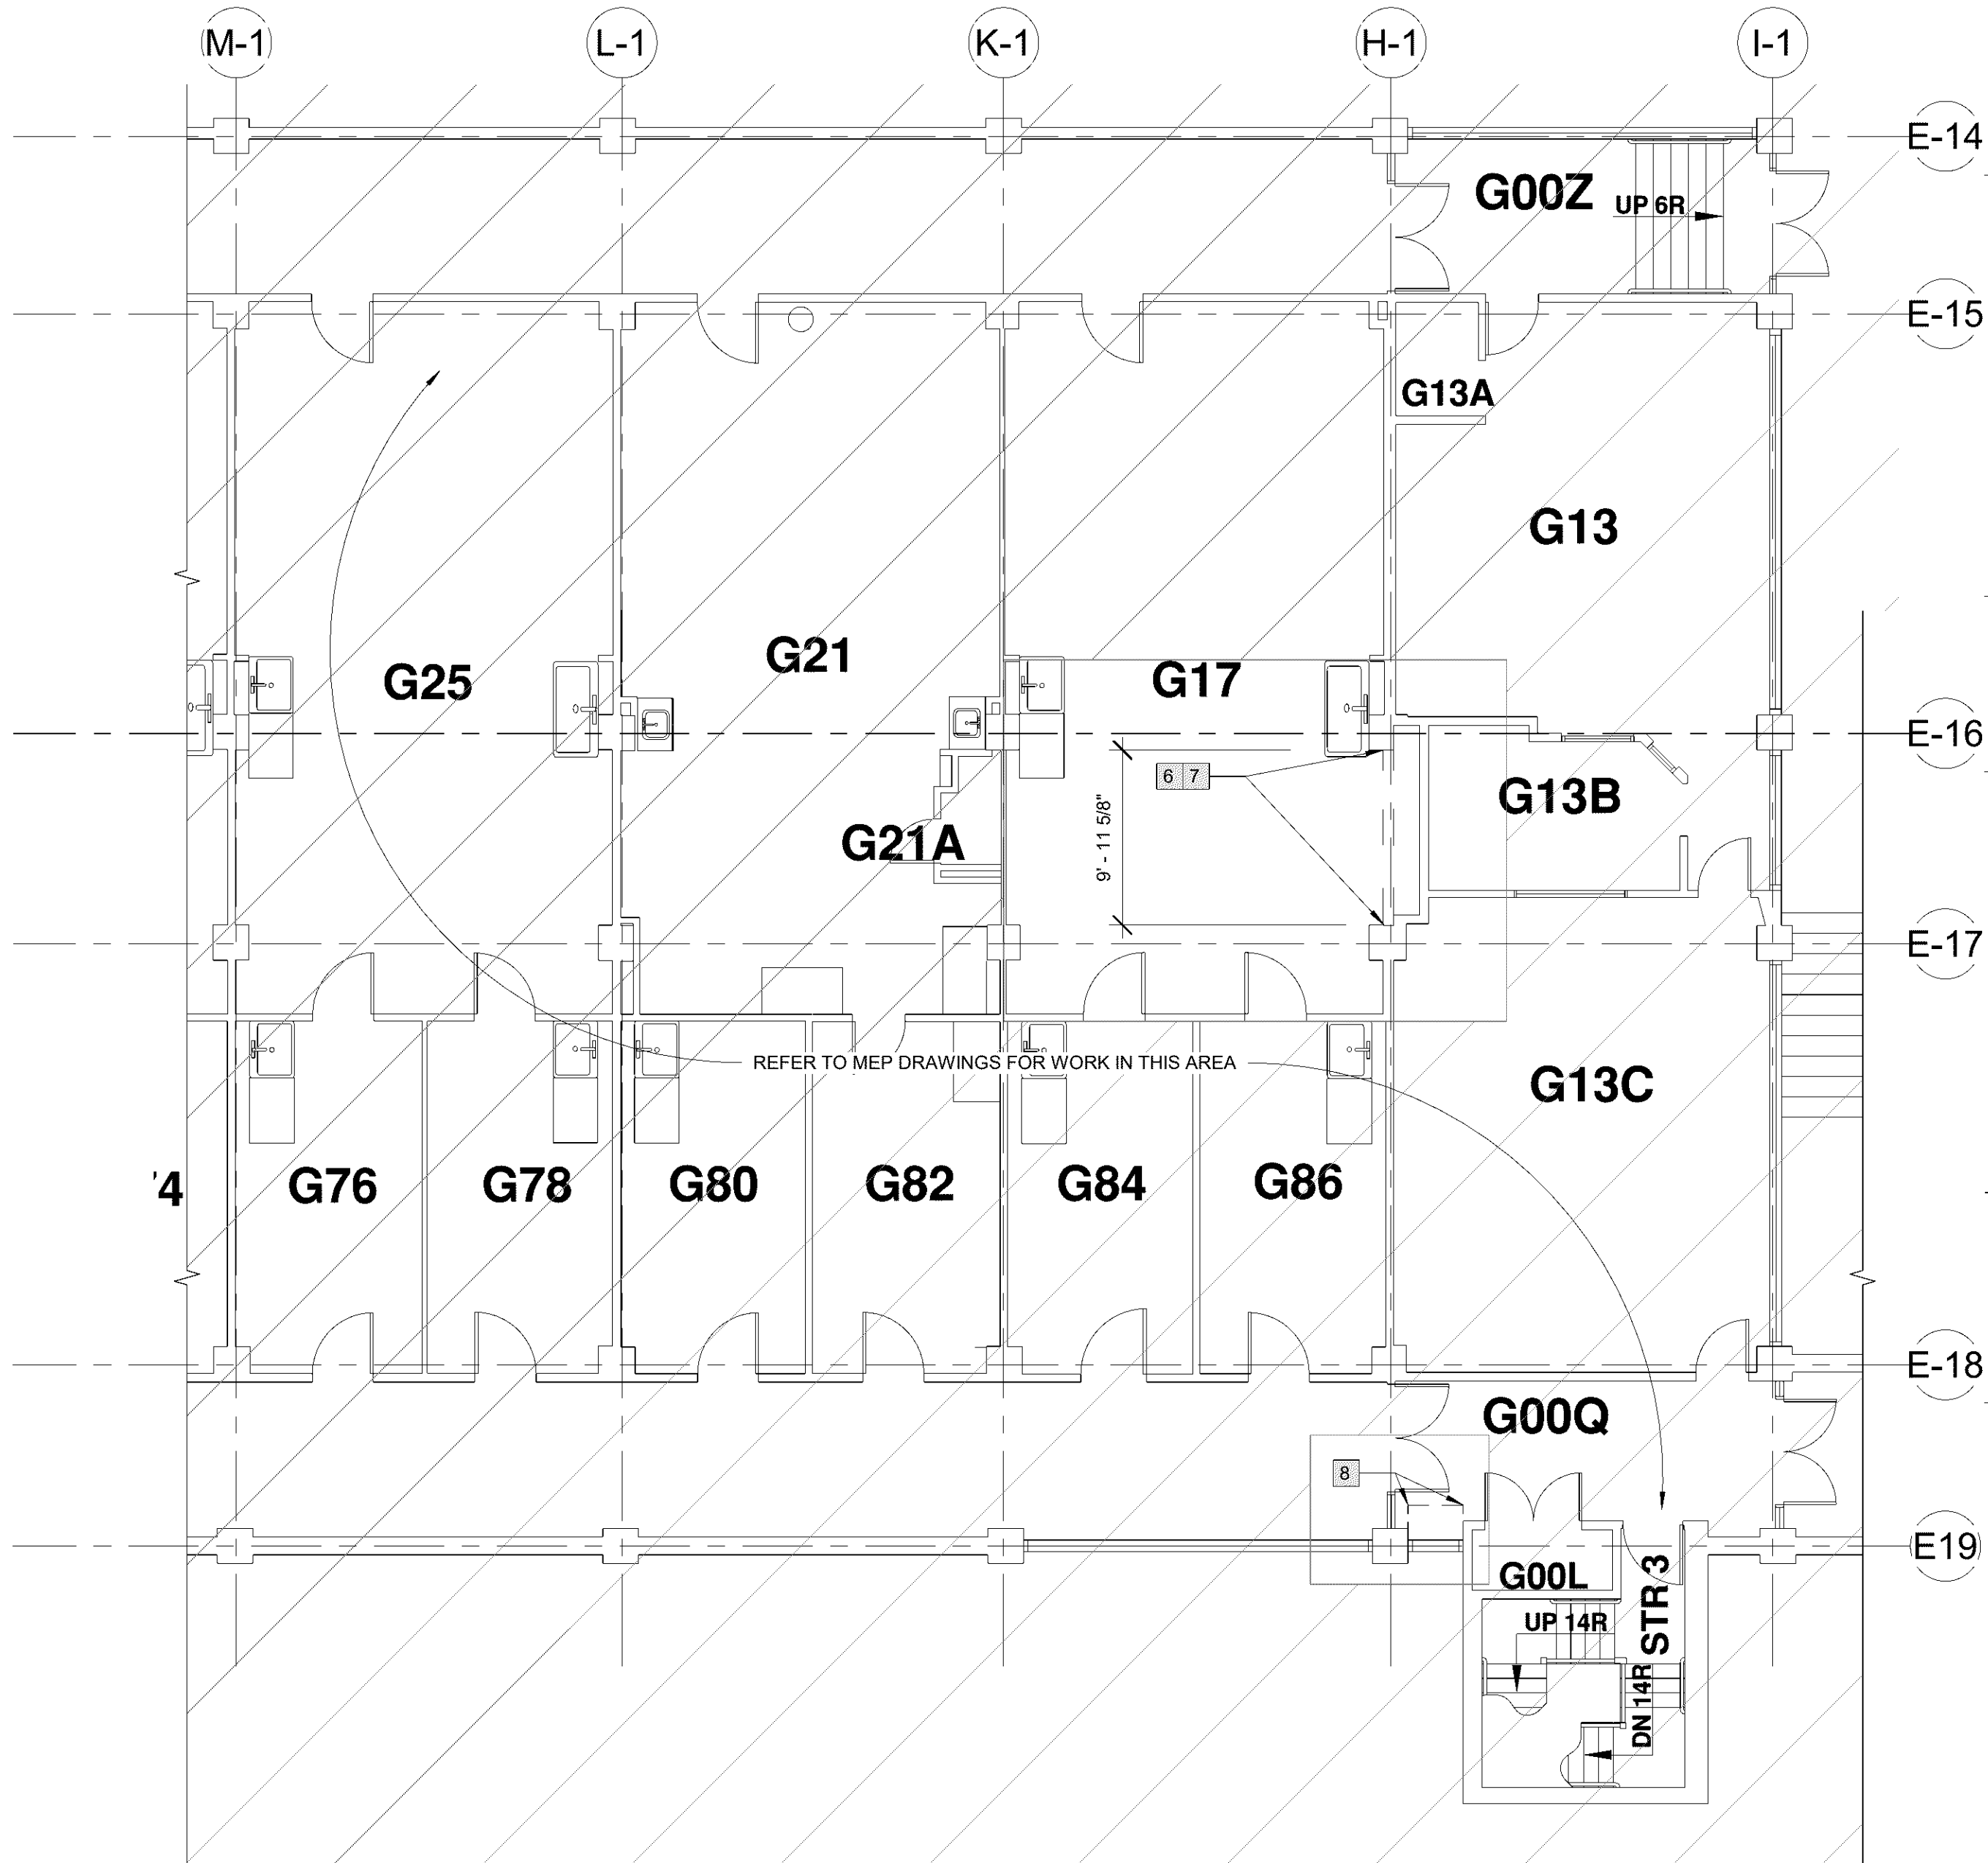 M-1
L-1
K-1
H-1
I-1
E-14
G00Z
UP 6R
E-15
G13A
G13
G25
G21
G17
E-16
6 7
G13B
9' - 11 5/8"
G21A
E-17
REFER TO MEP DRAWINGS FOR WORK IN THIS AREA
G13C
'4
G76
G78
G80
G82
G84
G86
E-18
G00Q
8
E19
G00L
STR 3
UP 14R
DN 14R